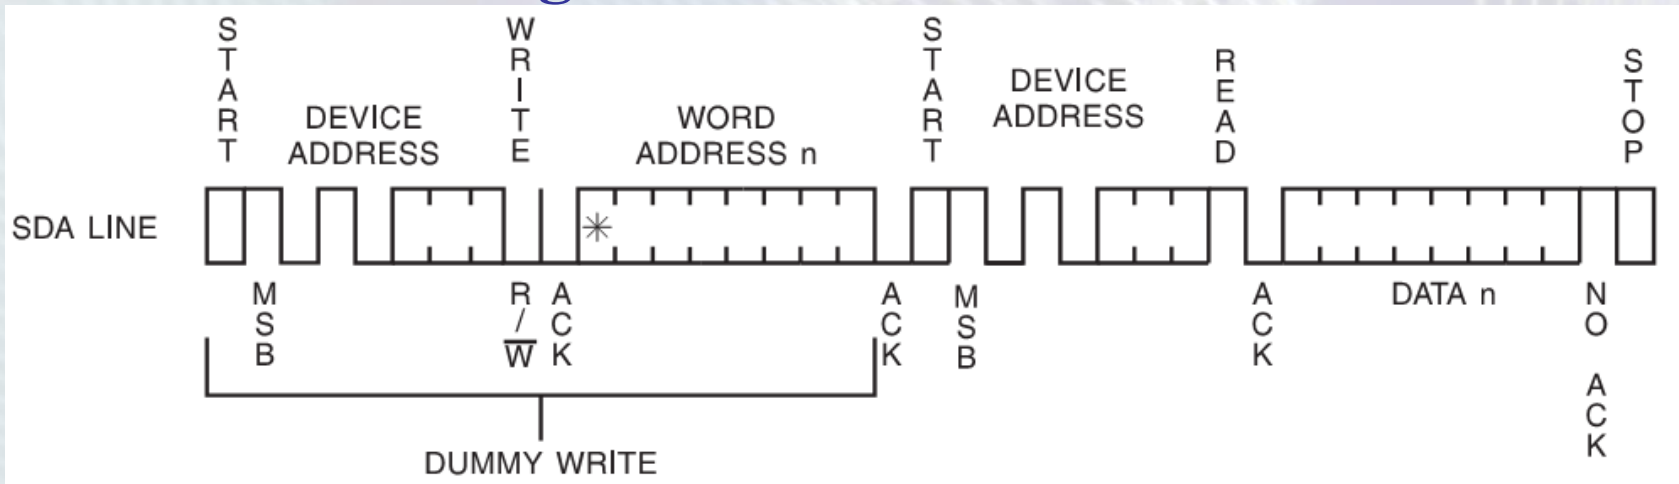 START
WRITE
START
READ
STOP
DEVICE
ADDRESS
WORD
ADDRESS n
DEVICE
ADDRESS
SDA LINE
*
MSB
R/W
ACK
ACK
MSB
ACK
DATA n
NO ACK
DUMMY WRITE